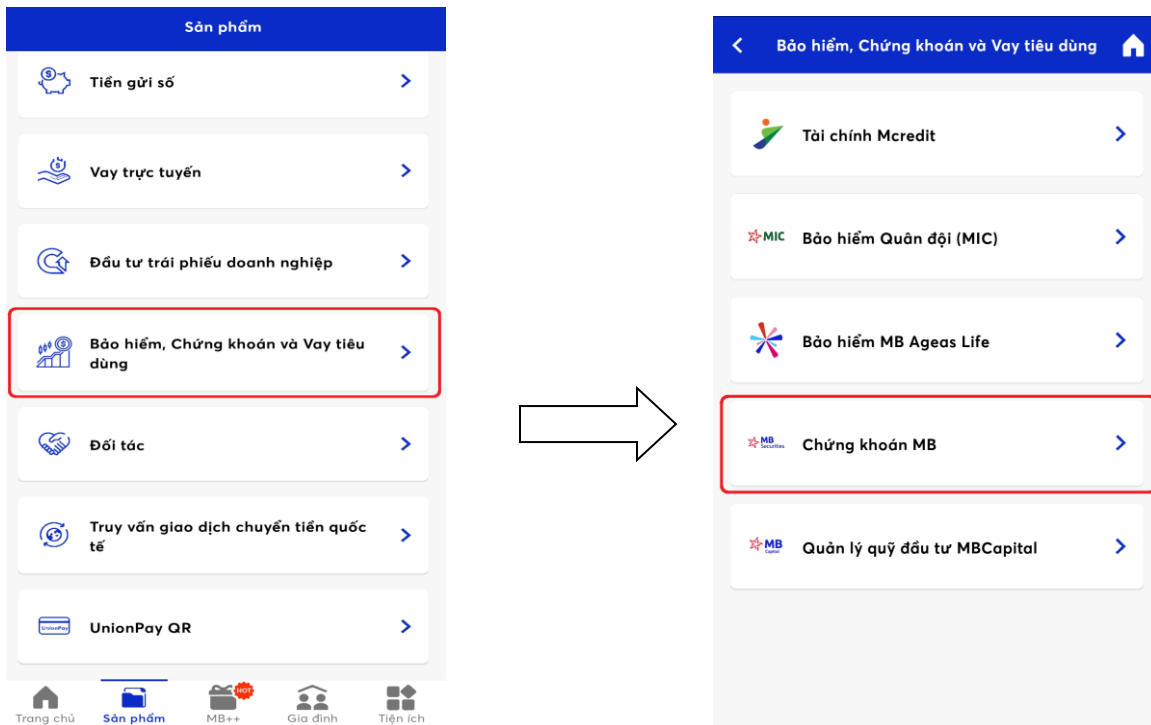 Sản phẩm
Tiền gửi số
Vay trực tuyến
Đầu tư trái phiếu doanh nghiệp
Bảo hiểm, Chứng khoán và Vay tiêu
dùng
Đối tác
Truy vấn giao dịch chuyển tiền quốc
tế
UnionPay
UnionPay QR
HOT
Trang chủ
Sản phẩm
MB++
Gia đình
Tiện ích
Bảo hiểm, Chứng khoán và Vay tiêu dùng
Tài chính Mcredit
MIC
Bảo hiểm Quân đội (MIC)
Bảo hiểm MB Ageas Life
MB
Securities
Chứng khoán MB
MB
Capital
Quản lý quỹ đầu tư MBCapital